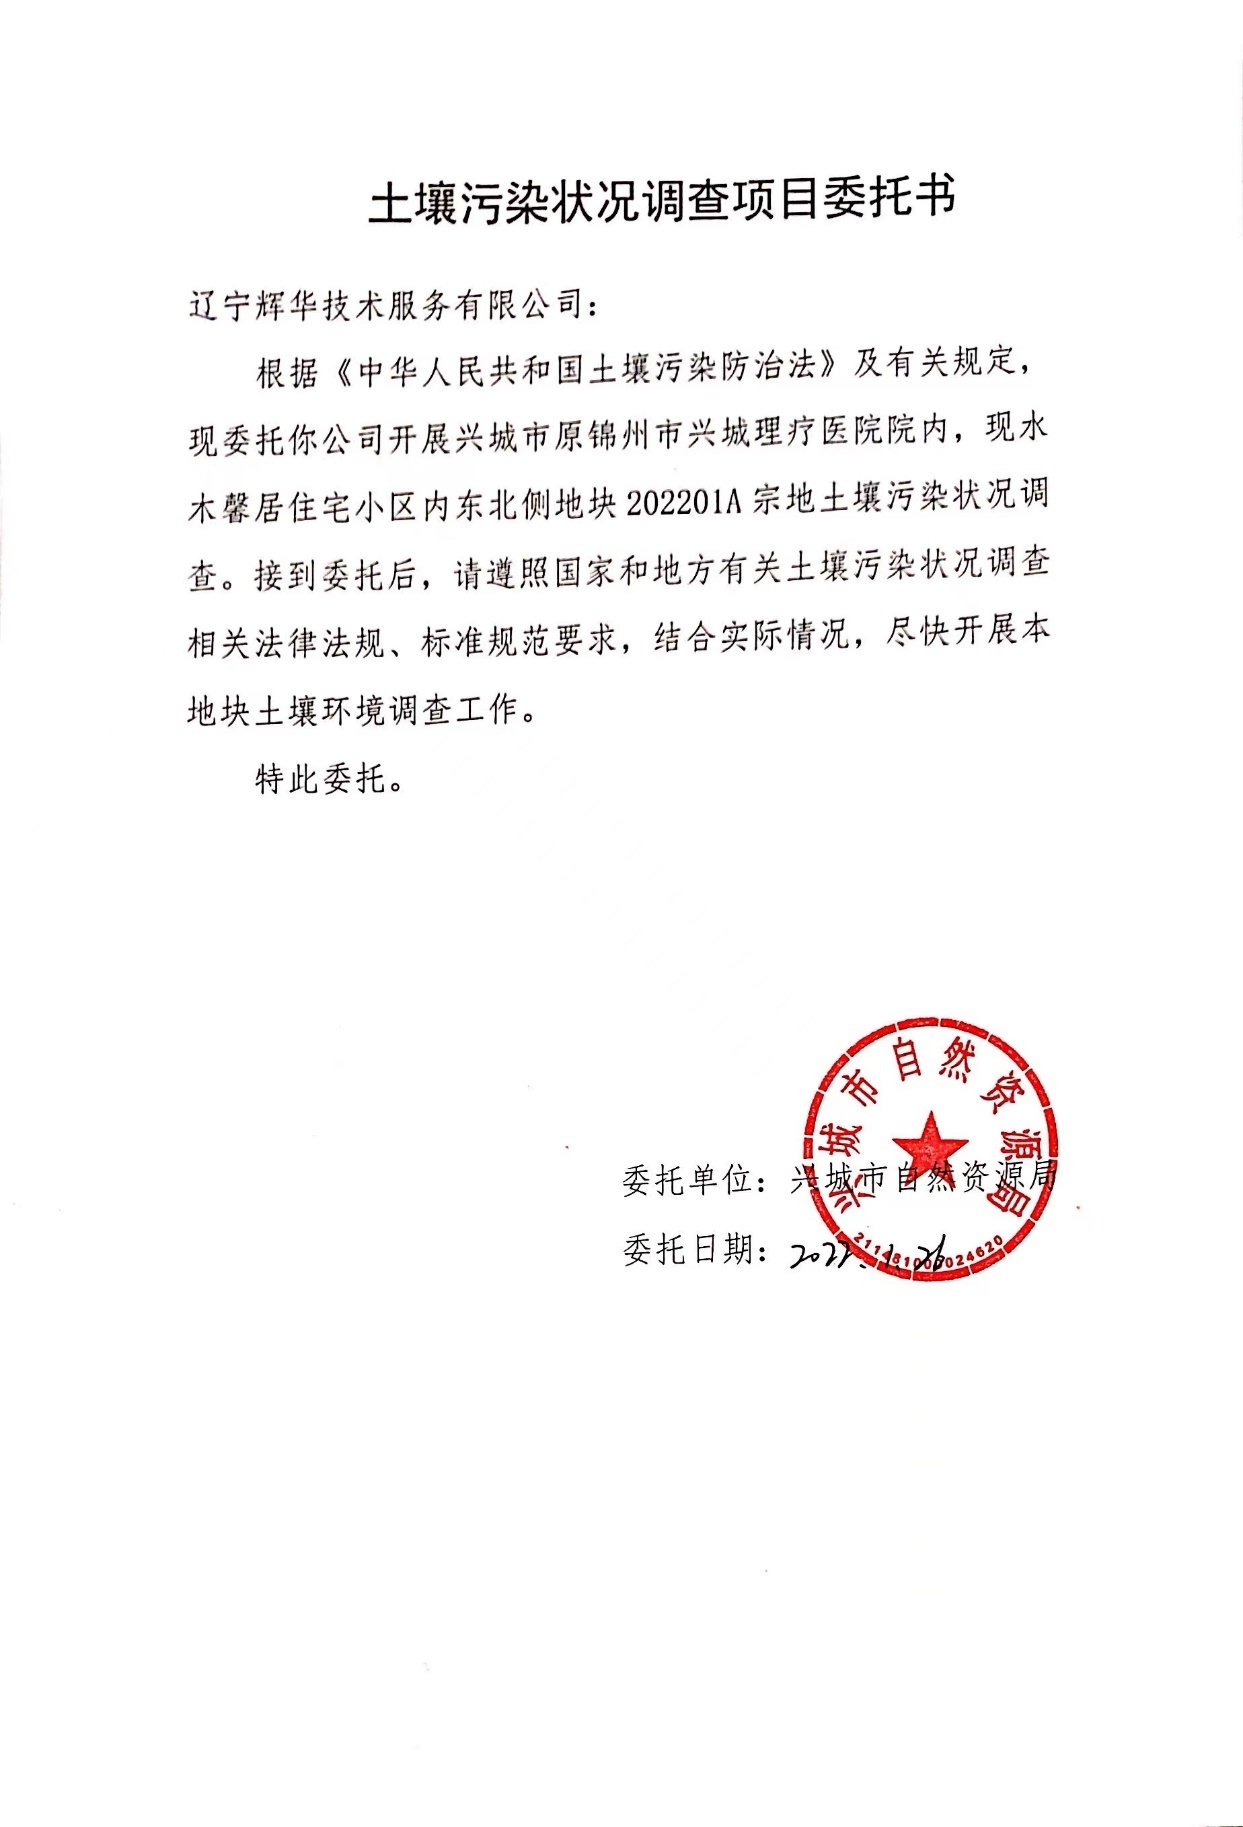 土壤污染状况调查项目委托书
辽宁辉华技术服务有限公司：
根据《中华人民共和国土壤污染防治法》及有关规定，
现委托你公司开展兴城市原锦州市兴城理疗医院院内，现水
木馨居住宅小区内东北侧地块202201A宗地土壤污染状况调
查。接到委托后，请遵照国家和地方有关土壤污染状况调查
相关法律法规、标准规范要求，结合实际情况，尽快开展本
地块土壤环境调查工作。
特此委托。
兴城市自然资源局
委托单位：兴城市自然资源局
委托日期：2022.1.26